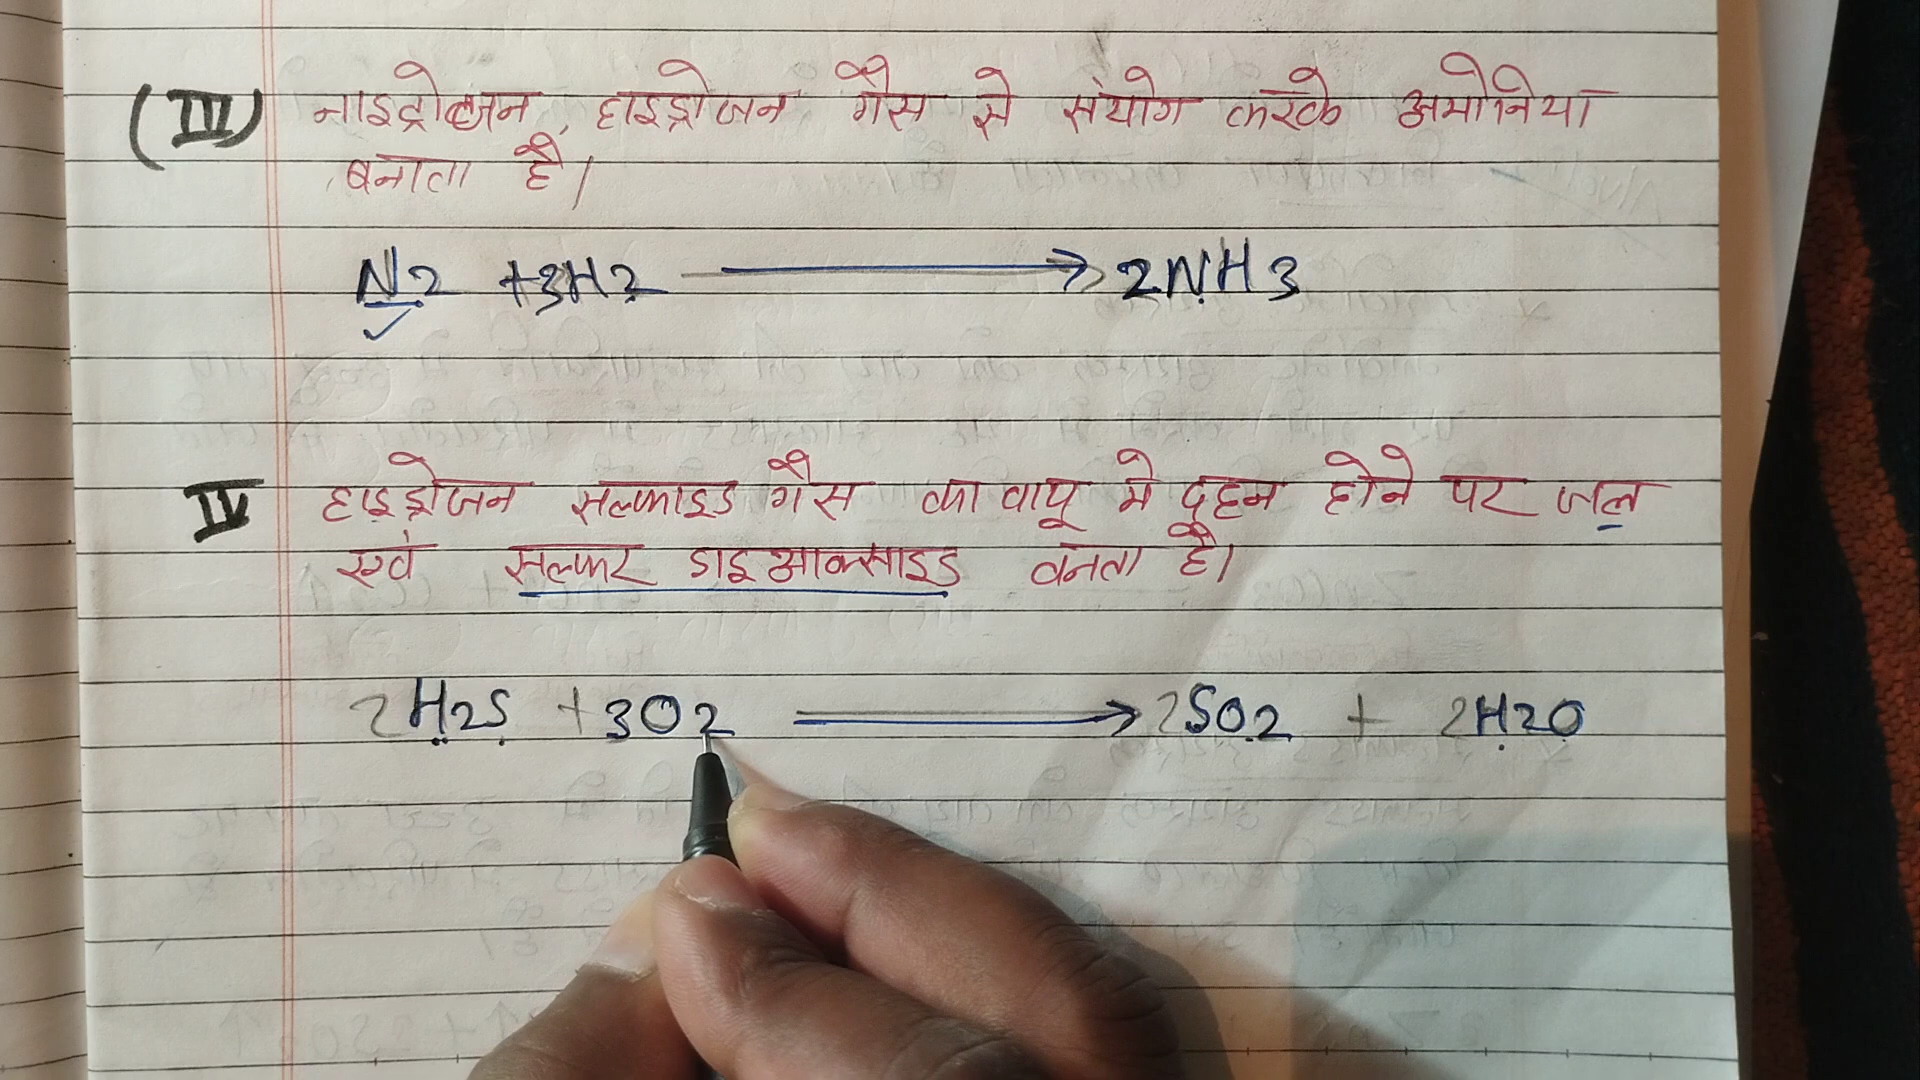 (III) नाइट्रोजन, हाइड्रोजन गैस से संयोग करके अमोनिया
बनाता है।
N2 +3H2 → 2NH3
IV हाइड्रोजन सल्फाइड गैस का वायू मे दहन होने पर जल
एवं सल्फर डाइआक्साइड बनता है।
2H2S +3O2 → 2SO2 + 2H2O